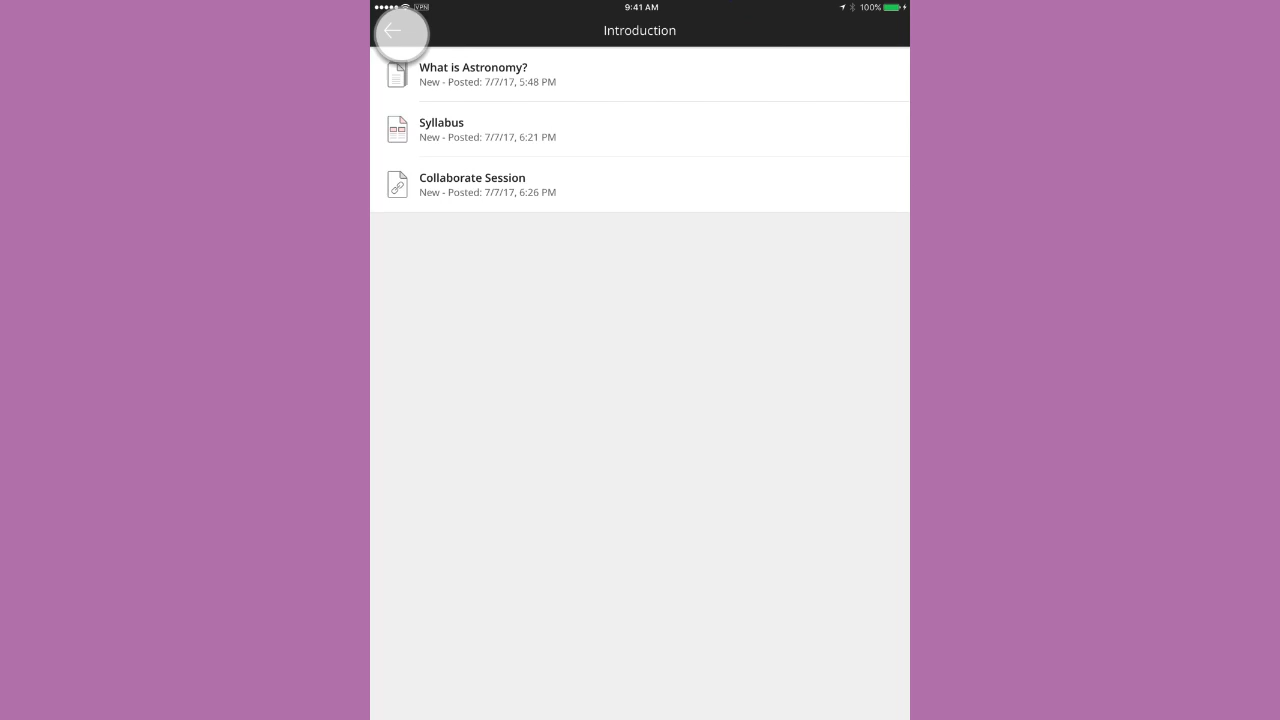 VPN 9:41 AM 100%
Introduction
What is Astronomy?
New - Posted: 7/7/17, 5:48 PM
Syllabus
New - Posted: 7/7/17, 6:21 PM
Collaborate Session
New - Posted: 7/7/17, 6:26 PM